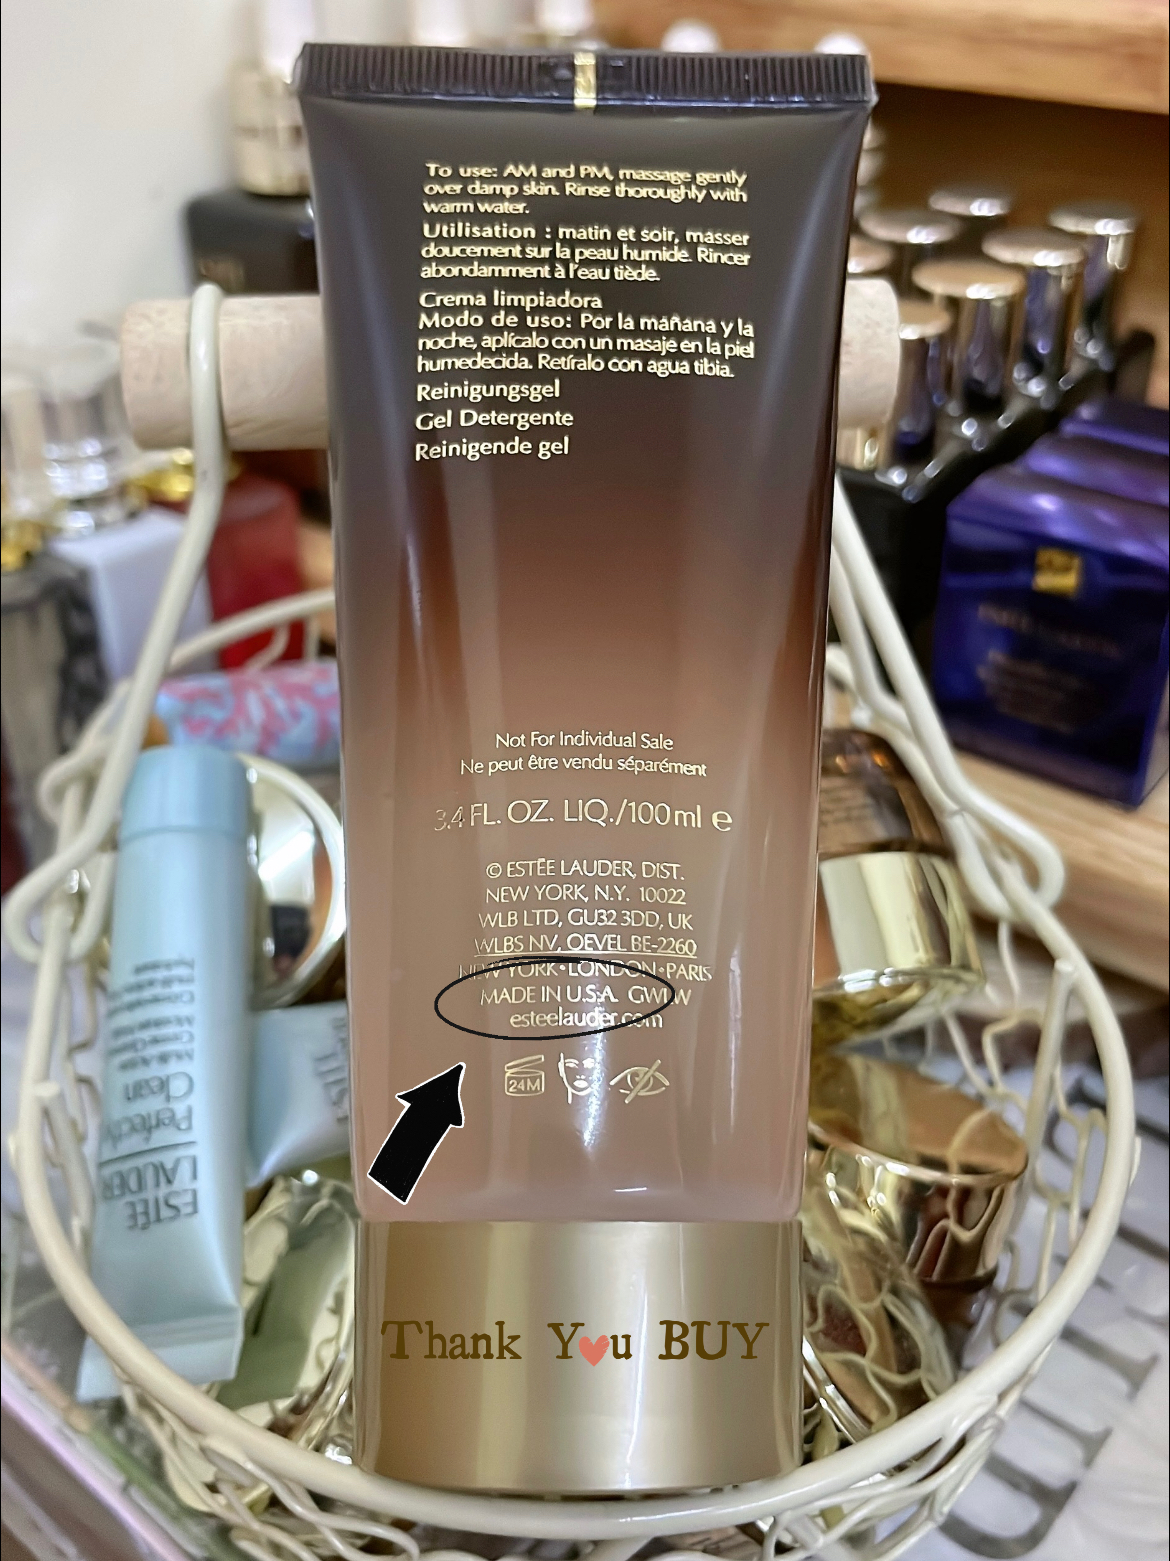 To use: AM and PM, massage gently
over damp skin. Rinse thoroughly with
warm water.
Utilisation : matin et soir, masser
doucement sur la peau humide. Rincer
abondamment à l'eau tiède.
Crema limpiadora
Modo de uso: Por la mañana y la
noche, aplícalo con un masaje en la piel
humedecida. Retíralo con agua tibia.
Reinigungsgel
Gel Detergente
Reinigende gel
Not For Individual Sale
Ne peut être vendu séparément
3.4 FL. OZ. LIQ./100 ml e
© ESTĒE LAUDER, DIST.
NEW YORK, N.Y. 10022
WLB LTD, GU32 3DD, UK
WLBS NV, OEVEL BE-2260
NEW YORK•LONDON•PARIS
MADE IN U.S.A. GWLW
esteelauder.com
24M
Thank You BUY
ESTĒE
LAUDER
Perfectly
Clean